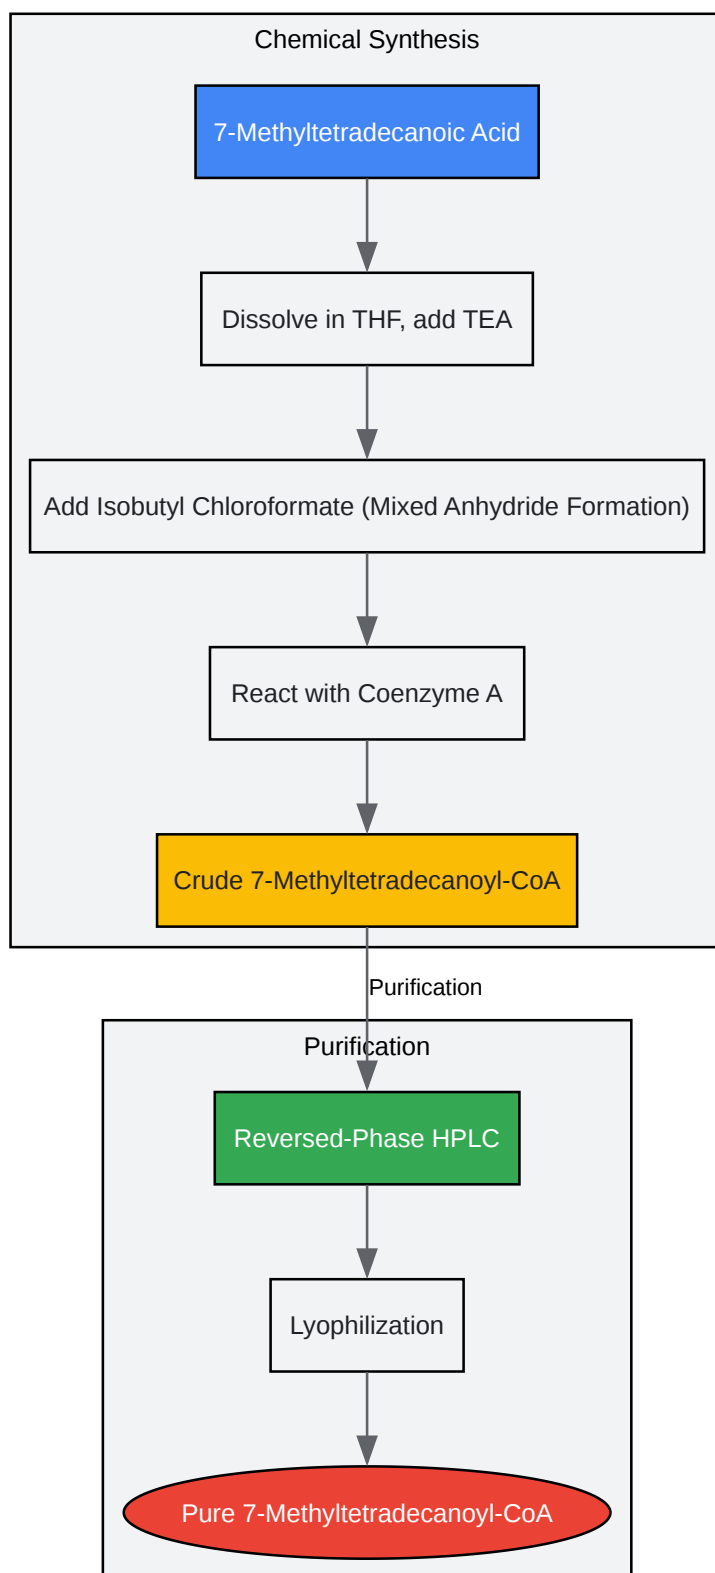 Chemical Synthesis
7-Methyltetradecanoic Acid
Dissolve in THF, add TEA
Add Isobutyl Chloroformate (Mixed Anhydride Formation)
React with Coenzyme A
Crude 7-Methyltetradecanoyl-CoA
Purification
Purification
Reversed-Phase HPLC
Lyophilization
Pure 7-Methyltetradecanoyl-CoA